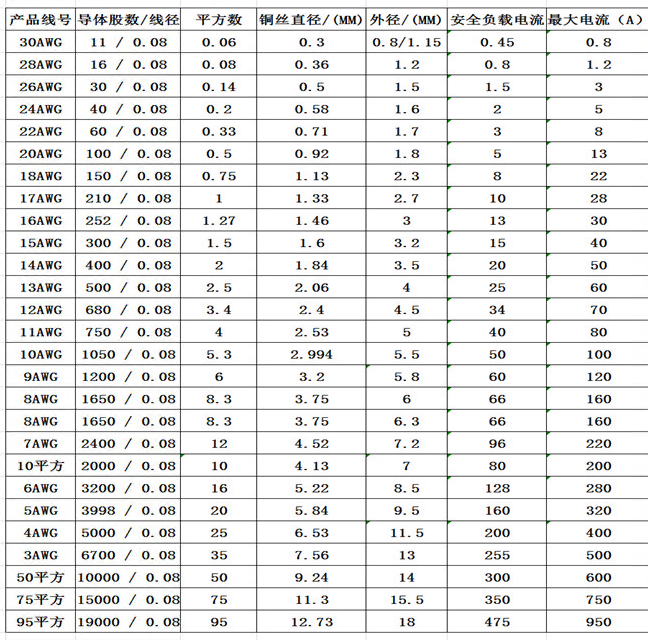 产品线号 导体股数/线径 平方数 铜丝直径/(MM) 外径/(MM) 安全负载电流 最大电流（A）
30AWG 11 / 0.08 0.06 0.3 0.8/1.15 0.45 0.8
28AWG 16 / 0.08 0.08 0.36 1.2 0.8 1.2
26AWG 30 / 0.08 0.14 0.5 1.5 1.5 3
24AWG 40 / 0.08 0.2 0.58 1.6 2 5
22AWG 60 / 0.08 0.33 0.71 1.7 3 8
20AWG 100 / 0.08 0.5 0.92 1.8 5 13
18AWG 150 / 0.08 0.75 1.13 2.3 8 22
17AWG 210 / 0.08 1 1.33 2.7 10 28
16AWG 252 / 0.08 1.27 1.46 3 13 30
15AWG 300 / 0.08 1.5 1.6 3.2 15 40
14AWG 400 / 0.08 2 1.84 3.5 20 50
13AWG 500 / 0.08 2.5 2.06 4 25 60
12AWG 680 / 0.08 3.4 2.4 4.5 34 70
11AWG 750 / 0.08 4 2.53 5 40 80
10AWG 1050 / 0.08 5.3 2.994 5.5 50 100
9AWG 1200 / 0.08 6 3.2 5.8 60 120
8AWG 1650 / 0.08 8.3 3.75 6 66 160
8AWG 1650 / 0.08 8.3 3.75 6.3 66 160
7AWG 2400 / 0.08 12 4.52 7.2 96 220
10平方 2000 / 0.08 10 4.13 7 80 200
6AWG 3200 / 0.08 16 5.22 8.5 128 280
5AWG 3998 / 0.08 20 5.84 9.5 160 320
4AWG 5000 / 0.08 25 6.53 11.5 200 400
3AWG 6700 / 0.08 35 7.56 13 255 500
50平方 10000 / 0.08 50 9.24 14 300 600
75平方 15000 / 0.08 75 11.3 15.5 350 750
95平方 19000 / 0.08 95 12.73 18 475 950